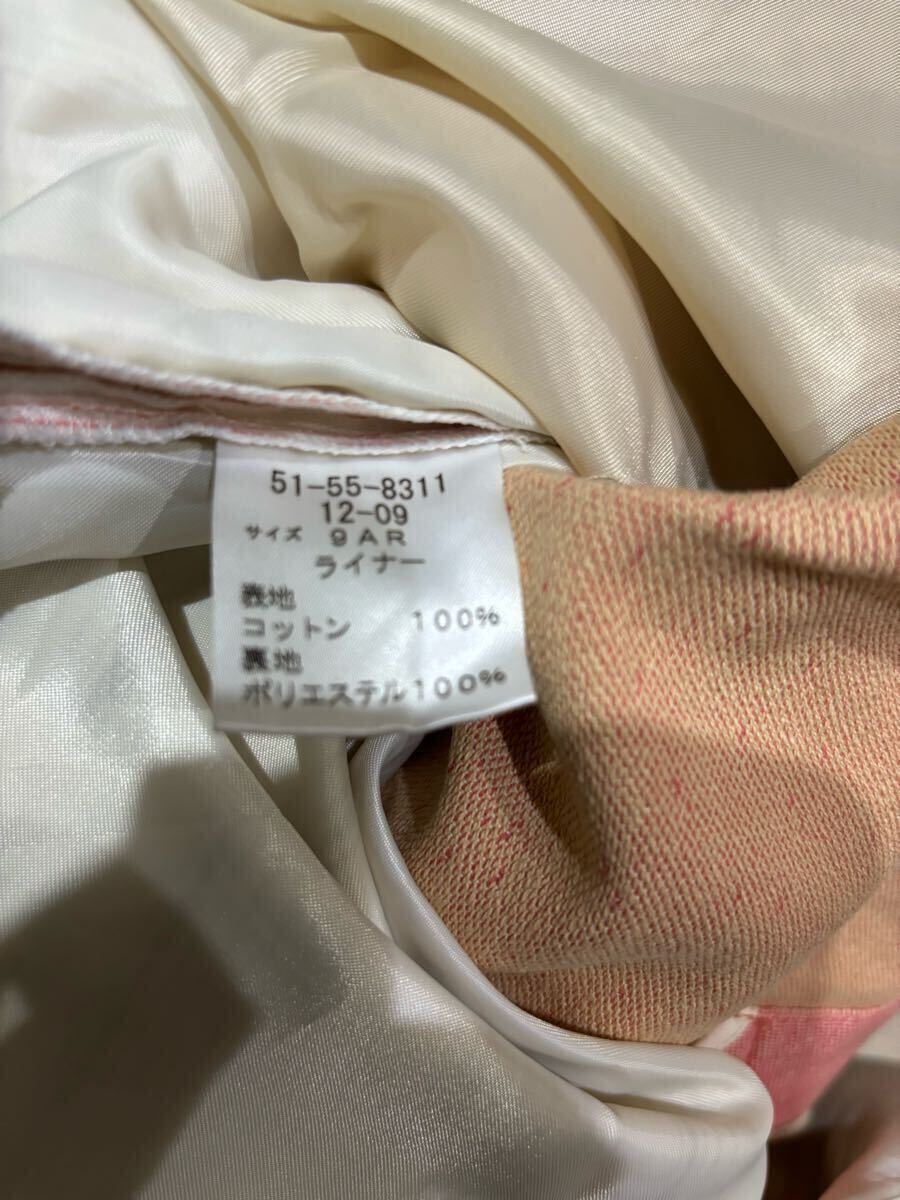 51-55-8311
12-09
サイズ 9AR
ライナー
表地
コットン 100%
裏地
ポリエステル100%